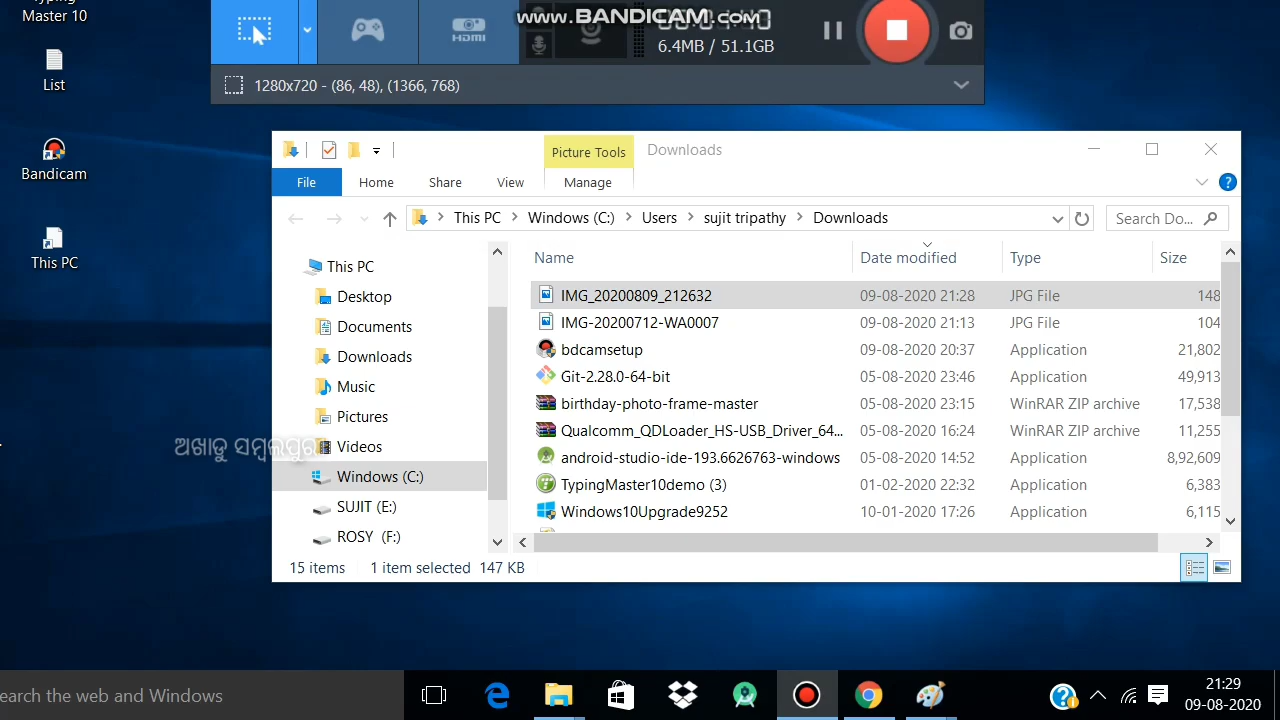 Typing
Master 10
List
Bandicam
This PC
www.BANDICAM.com
6.4MB / 51.1GB
HDMI
1280x720 - (86, 48), (1366, 768)
Picture Tools
Downloads
File
Home
Share
View
Manage
This PC
Windows (C:)
Users
sujit tripathy
Downloads
Search Do...
This PC
Desktop
Documents
Downloads
Music
Pictures
Videos
Windows (C:)
SUJIT (E:)
ROSY (F:)
Name Date modified Type Size
IMG_20200809_212632 09-08-2020 21:28 JPG File 148
IMG-20200712-WA0007 09-08-2020 21:13 JPG File 104
bdcamsetup 09-08-2020 20:37 Application 21,802
Git-2.28.0-64-bit 05-08-2020 23:46 Application 49,913
birthday-photo-frame-master 05-08-2020 23:15 WinRAR ZIP archive 17,538
Qualcomm_QDLoader_HS-USB_Driver_64... 05-08-2020 16:24 WinRAR ZIP archive 11,255
android-studio-ide-193.6626763-windows 05-08-2020 14:52 Application 8,92,609
TypingMaster10demo (3) 01-02-2020 22:32 Application 6,383
Windows10Upgrade9252 10-01-2020 17:26 Application 6,115
ଅଖାଡୁ ସମ୍ବଲପୁର
15 items 1 item selected 147 KB
earch the web and Windows
21:29
09-08-2020